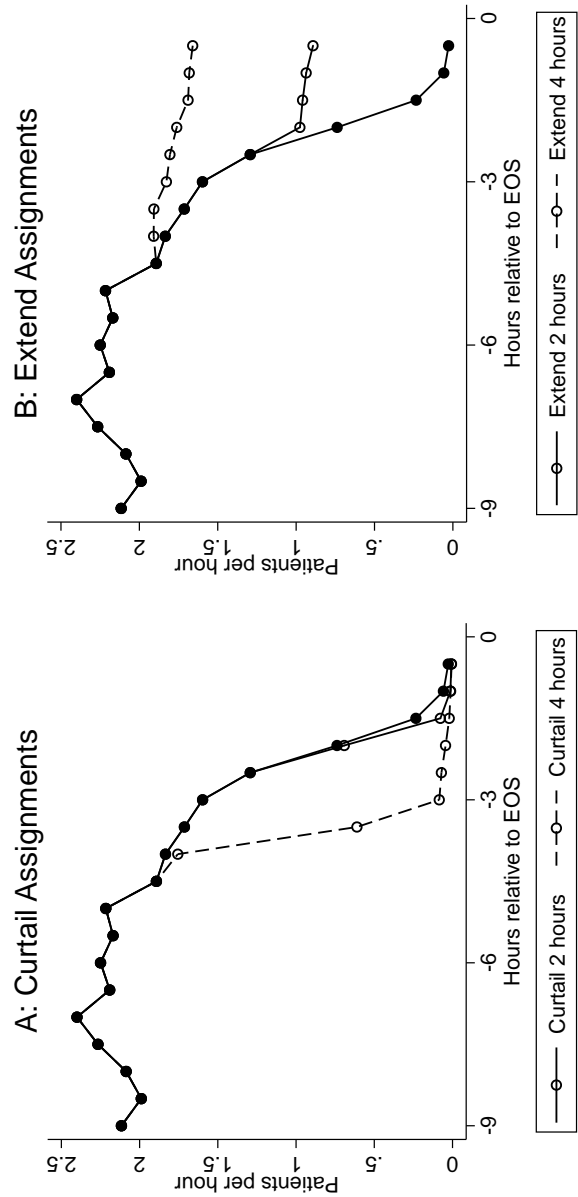 A: Curtail Assignments
Patients per hour
2.5
2
1.5
1
.5
0
-9
-6
-3
0
Hours relative to EOS
Curtail 2 hours
Curtail 4 hours
B: Extend Assignments
Patients per hour
2.5
2
1.5
1
.5
0
-9
-6
-3
0
Hours relative to EOS
Extend 2 hours
Extend 4 hours